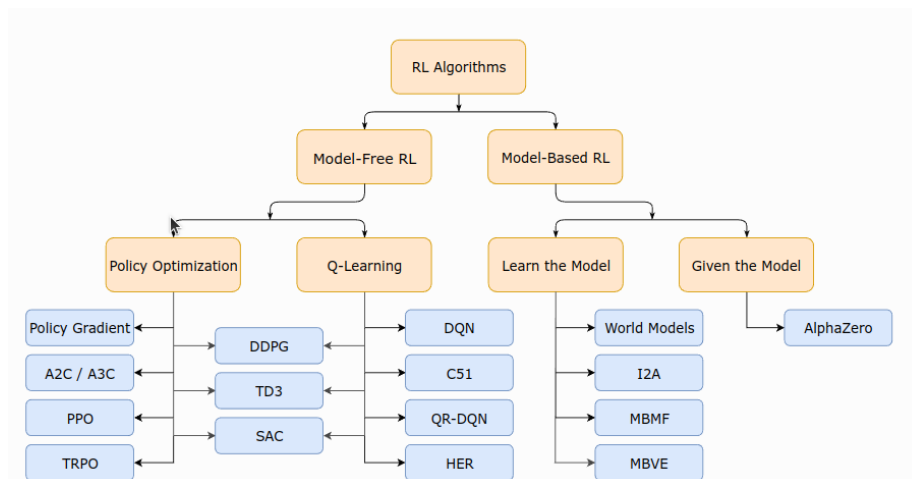 RL Algorithms
Model-Free RL
Model-Based RL
Policy Optimization
Q-Learning
Learn the Model
Given the Model
Policy Gradient
DDPG
DQN
World Models
AlphaZero
A2C / A3C
TD3
C51
I2A
PPO
SAC
QR-DQN
MBMF
TRPO
HER
MBVE